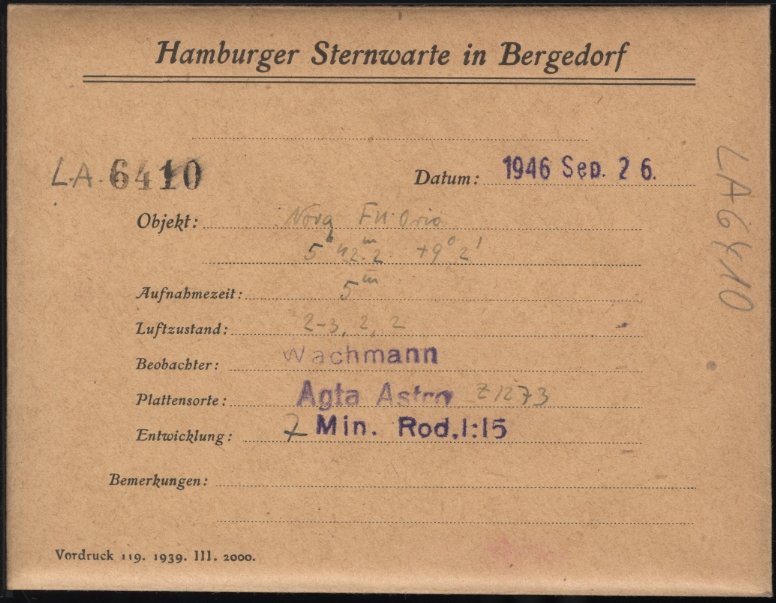 Hamburger Sternwarte in Bergedorf
LA 6410
Datum: 1946 Sep. 26.
Objekt: Nova FU Orio
5h 42m.2 +9° 2'
Aufnahmezeit: 5m
Luftzustand: 2-3, 2, 2
Beobachter: Wachmann
Plattensorte: Agfa Astro Z1273
Entwicklung: 7 Min. Rod. 1:15
Bemerkungen:
Vordruck 119. 1939. III. 2000.
LA 6410